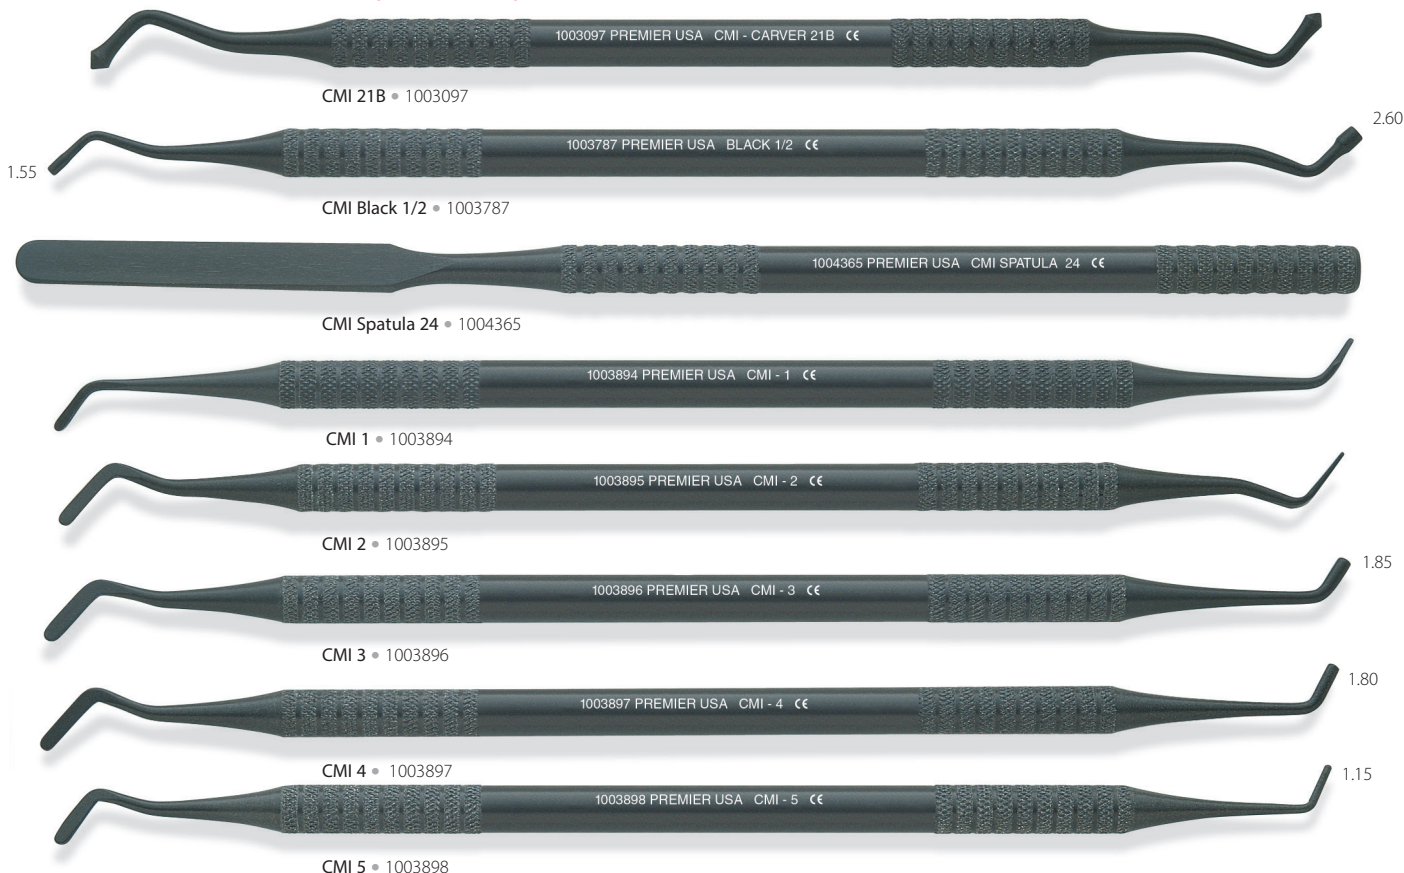 1003097 PREMIER USA CMI - CARVER 21B CE
CMI 21B • 1003097
2.60
1003787 PREMIER USA BLACK 1/2 CE
1.55
CMI Black 1/2 • 1003787
1004365 PREMIER USA CMI SPATULA 24 CE
CMI Spatula 24 • 1004365
1003894 PREMIER USA CMI - 1 CE
CMI 1 • 1003894
1003895 PREMIER USA CMI - 2 CE
CMI 2 • 1003895
1.85
1003896 PREMIER USA CMI - 3 CE
CMI 3 • 1003896
1.80
1003897 PREMIER USA CMI - 4 CE
CMI 4 • 1003897
1.15
1003898 PREMIER USA CMI - 5 CE
CMI 5 • 1003898